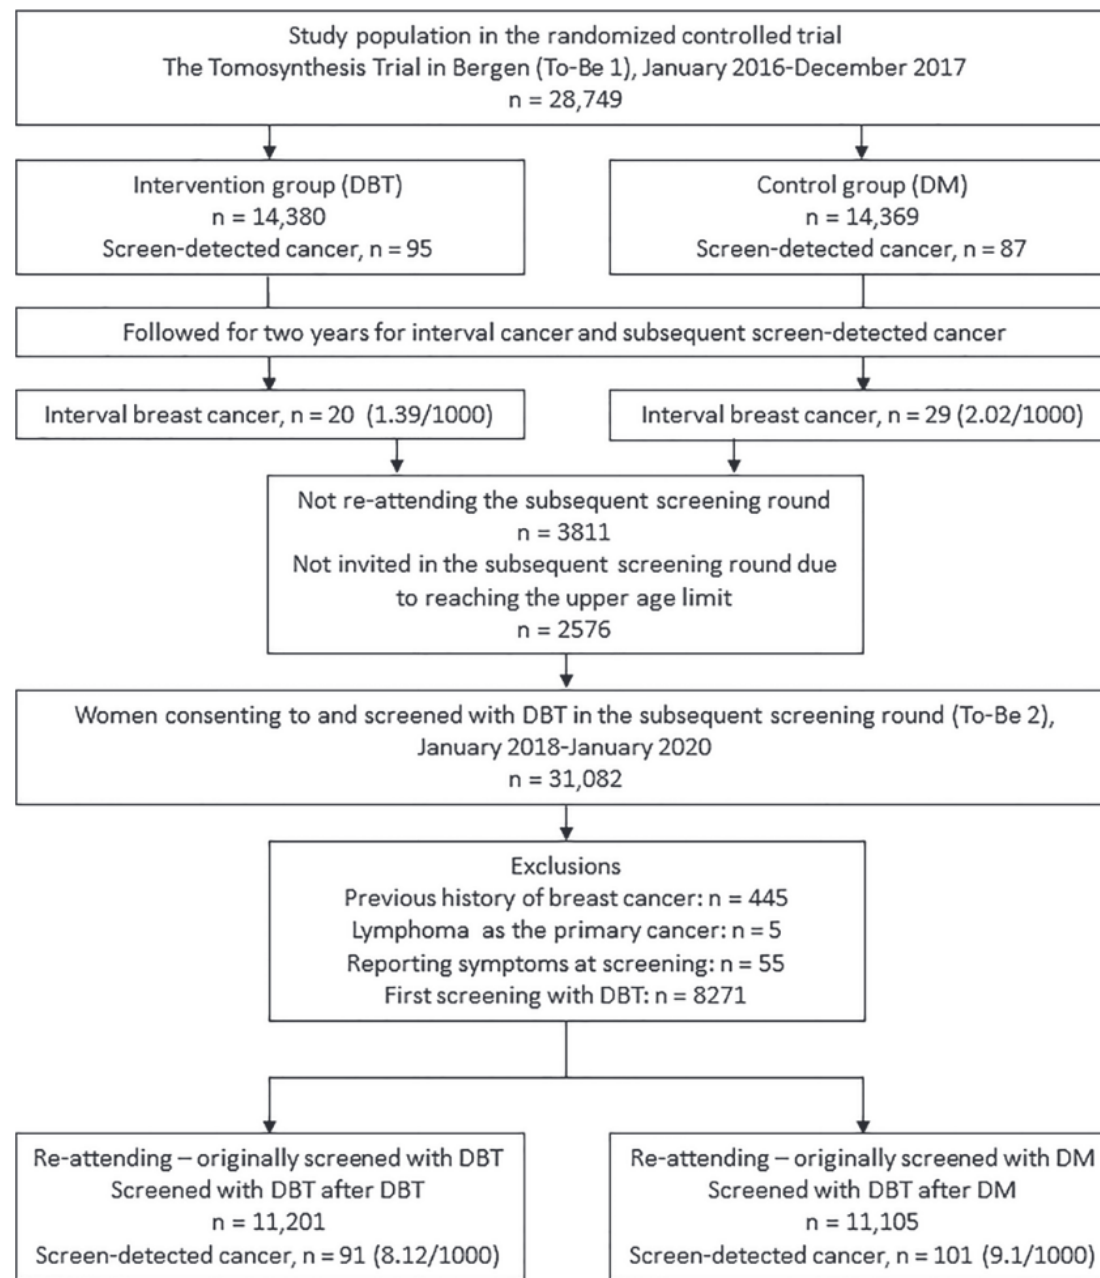 Study population in the randomized controlled trial
The Tomosynthesis Trial in Bergen (To-Be 1), January 2016-December 2017
n = 28,749
Intervention group (DBT)
n = 14,380
Screen-detected cancer, n = 95
Control group (DM)
n = 14,369
Screen-detected cancer, n = 87
Followed for two years for interval cancer and subsequent screen-detected cancer
Interval breast cancer, n = 20 (1.39/1000)
Interval breast cancer, n = 29 (2.02/1000)
Not re-attending the subsequent screening round
n = 3811
Not invited in the subsequent screening round due
to reaching the upper age limit
n = 2576
Women consenting to and screened with DBT in the subsequent screening round (To-Be 2),
January 2018-January 2020
n = 31,082
Exclusions
Previous history of breast cancer: n = 445
Lymphoma as the primary cancer: n = 5
Reporting symptoms at screening: n = 55
First screening with DBT: n = 8271
Re-attending – originally screened with DBT
Screened with DBT after DBT
n = 11,201
Screen-detected cancer, n = 91 (8.12/1000)
Re-attending – originally screened with DM
Screened with DBT after DM
n = 11,105
Screen-detected cancer, n = 101 (9.1/1000)